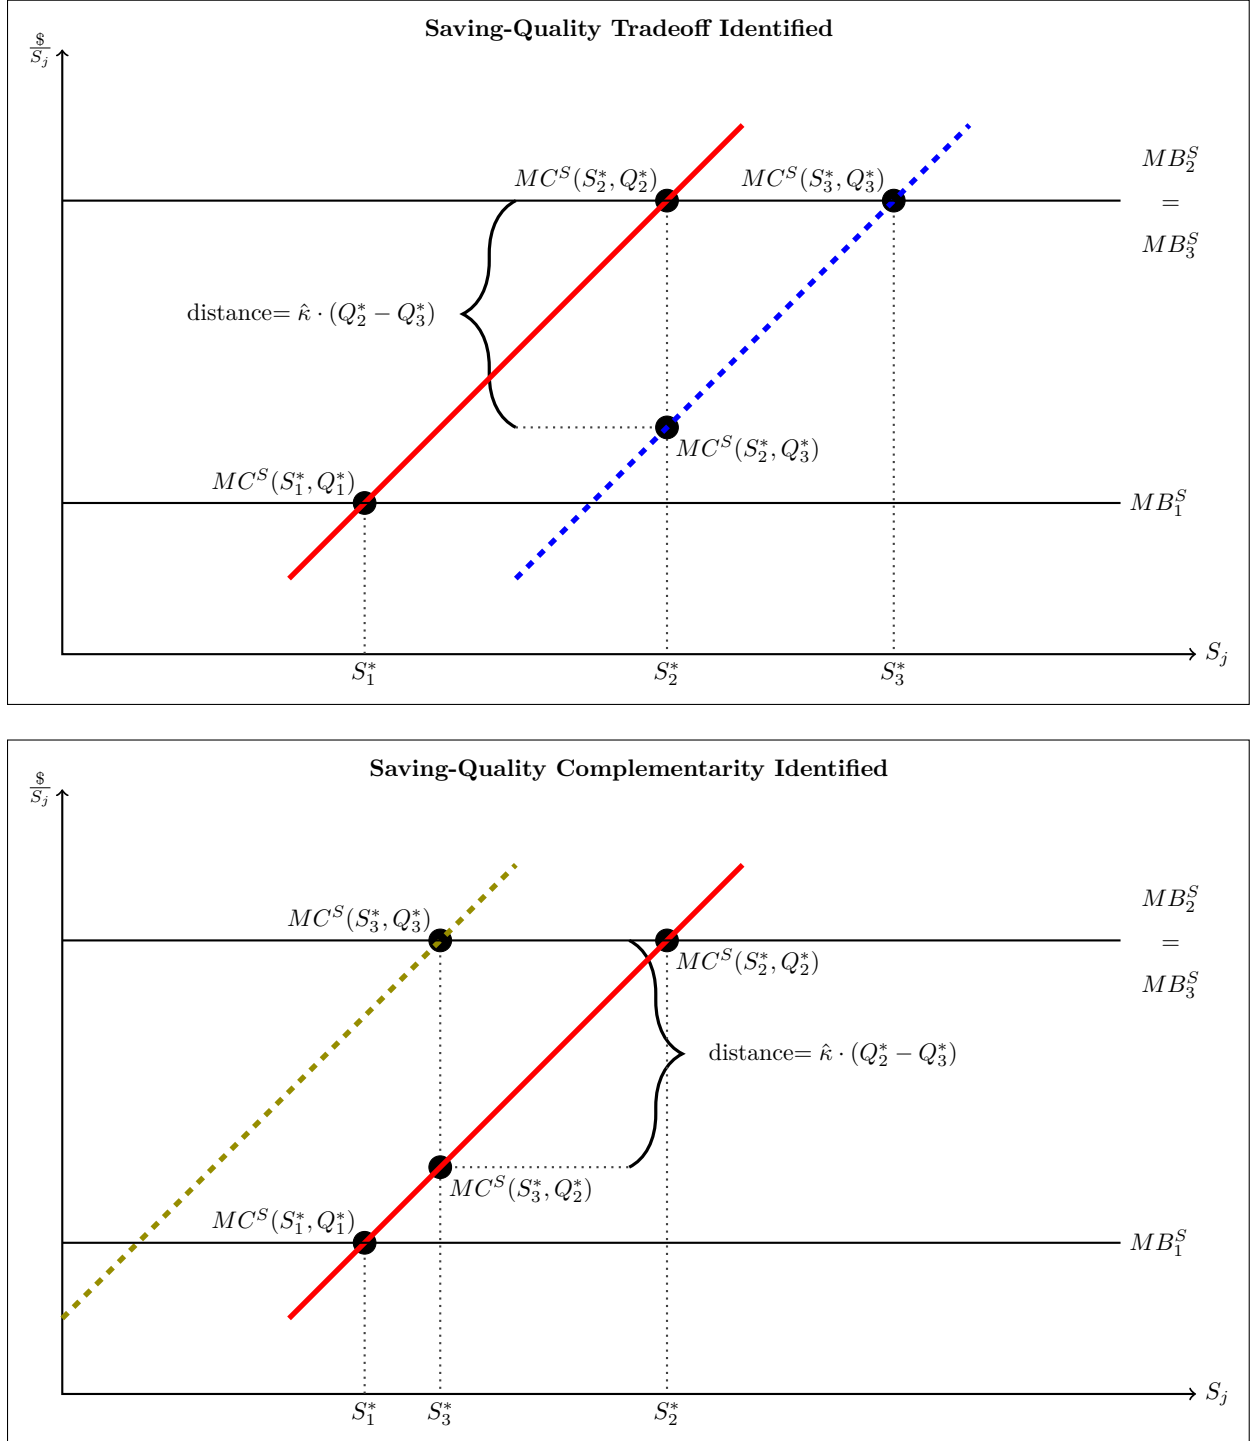 Saving-Quality Tradeoff Identified
$/S_j
MB_2^S
MC^S(S_2^*, Q_2^*) MC^S(S_3^*, Q_3^*)
=
MB_3^S
distance= κ̂ · (Q_2^* − Q_3^*)
MC^S(S_2^*, Q_3^*)
MC^S(S_1^*, Q_1^*)
MB_1^S
S_j
S_1^* S_2^* S_3^*
Saving-Quality Complementarity Identified
$/S_j
MB_2^S
MC^S(S_3^*, Q_3^*)
=
MC^S(S_2^*, Q_2^*)
MB_3^S
distance= κ̂ · (Q_2^* − Q_3^*)
MC^S(S_3^*, Q_2^*)
MC^S(S_1^*, Q_1^*)
MB_1^S
S_j
S_1^* S_3^* S_2^*